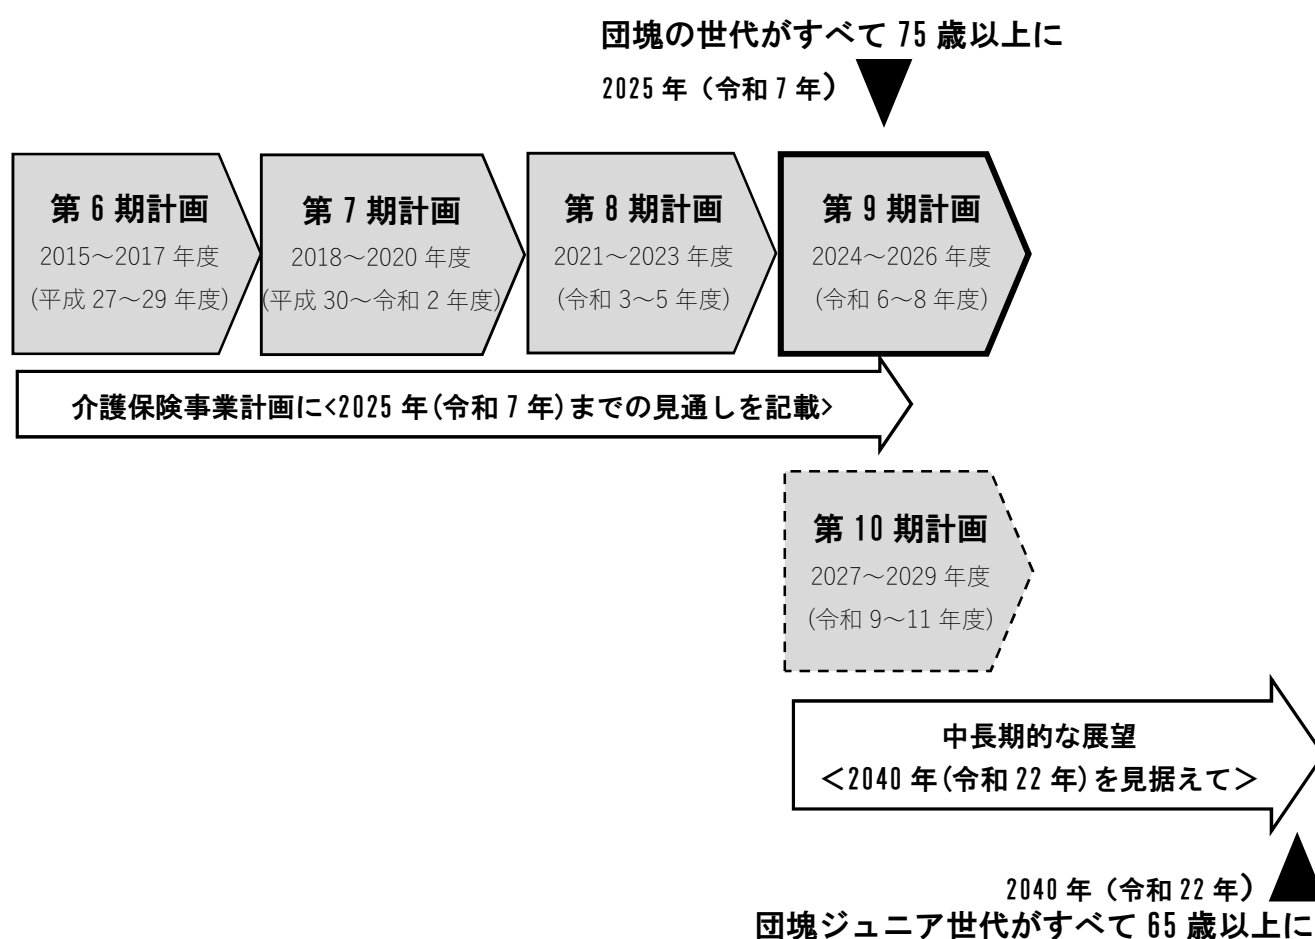 団塊の世代がすべて 75 歳以上に
2025 年（令和 7 年）
第 6 期計画
2015～2017 年度
(平成 27～29 年度)
第 7 期計画
2018～2020 年度
(平成 30～令和 2 年度)
第 8 期計画
2021～2023 年度
(令和 3～5 年度)
第 9 期計画
2024～2026 年度
(令和 6～8 年度)
介護保険事業計画に<2025 年(令和 7 年)までの見通しを記載>
第 10 期計画
2027～2029 年度
(令和 9～11 年度)
中長期的な展望
＜2040 年(令和 22 年)を見据えて＞
2040 年（令和 22 年）
団塊ジュニア世代がすべて 65 歳以上に